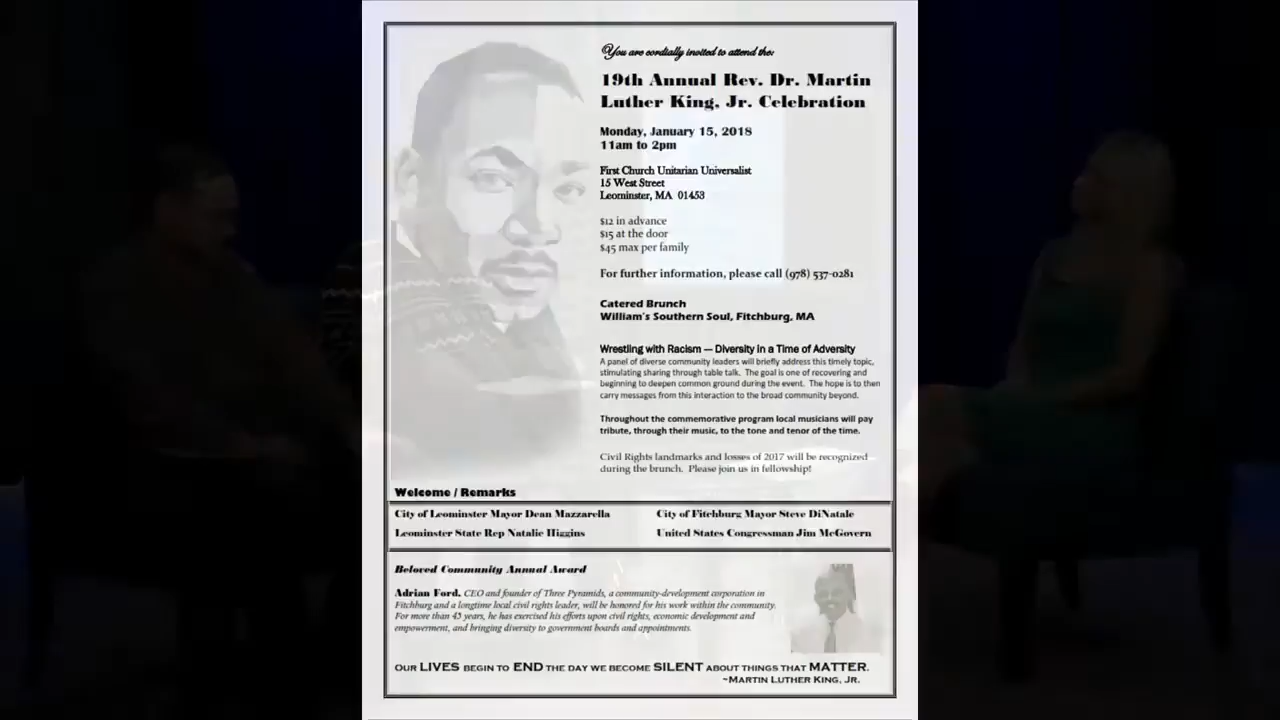 You are cordially invited to attend the:
19th Annual Rev. Dr. Martin
Luther King, Jr. Celebration
Monday, January 15, 2018
11am to 2pm
First Church Unitarian Universalist
15 West Street
Leominster, MA 01453
$12 in advance
$15 at the door
$45 max per family
For further information, please call (978) 537-0281
Catered Brunch
William's Southern Soul, Fitchburg, MA
Wrestling with Racism — Diversity in a Time of Adversity
A panel of diverse community leaders will briefly address this timely topic,
stimulating sharing through table talk. The goal is one of recovering and
beginning to deepen common ground during the event. The hope is to then
carry messages from this interaction to the broad community beyond.
Throughout the commemorative program local musicians will pay
tribute, through their music, to the tone and tenor of the time.
Civil Rights landmarks and losses of 2017 will be recognized
during the brunch. Please join us in fellowship!
Welcome / Remarks
City of Leominster Mayor Dean Mazzarella
City of Fitchburg Mayor Steve DiNatale
Leominster State Rep Natalie Higgins
United States Congressman Jim McGovern
Beloved Community Annual Award
Adrian Ford, CEO and founder of Three Pyramids, a community-development corporation in
Fitchburg and a longtime local civil rights leader, will be honored for his work within the community.
For more than 45 years, he has exercised his efforts upon civil rights, economic development and
empowerment, and bringing diversity to government boards and appointments.
OUR LIVES BEGIN TO END THE DAY WE BECOME SILENT ABOUT THINGS THAT MATTER.
~MARTIN LUTHER KING, JR.